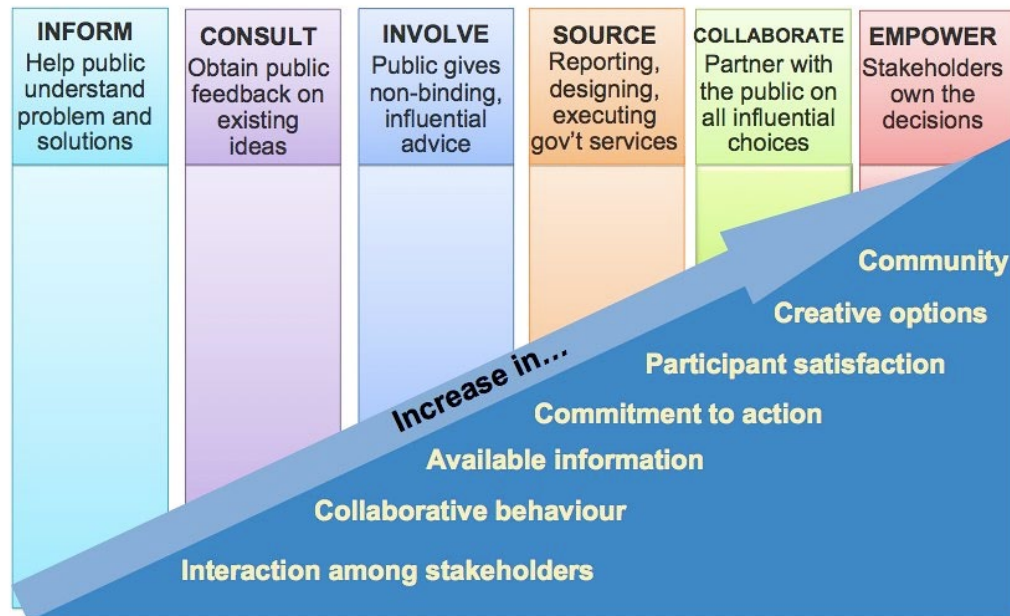 INFORM
Help public
understand
problem and
solutions
CONSULT
Obtain public
feedback on
existing
ideas
INVOLVE
Public gives
non-binding,
influential
advice
SOURCE
Reporting,
designing,
executing
gov't services
COLLABORATE
Partner with
the public on
all influential
choices
EMPOWER
Stakeholders
own the
decisions
Increase in...
Community
Creative options
Participant satisfaction
Commitment to action
Available information
Collaborative behaviour
Interaction among stakeholders